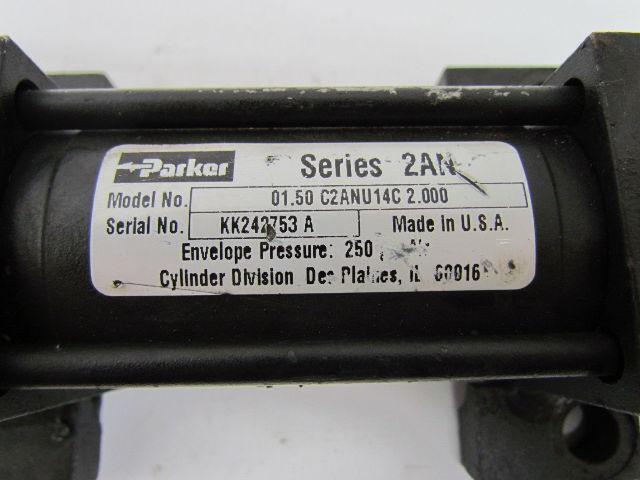 Parker Series 2AN
Model No. 01.50 C2ANU14C 2.000
Serial No. KK242753 A Made in U.S.A.
Envelope Pressure: 250
Cylinder Division Des Plaines, IL 60016